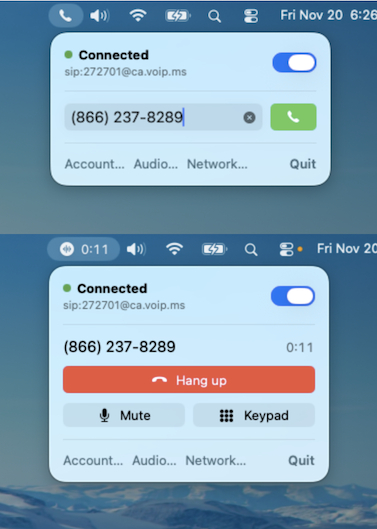 Fri Nov 20 6:26
Connected
sip:272701@ca.voip.ms
(866) 237-8289
Account... Audio... Network... Quit
0:11 Fri Nov 20
Connected
sip:272701@ca.voip.ms
(866) 237-8289 0:11
Hang up
Mute Keypad
Account... Audio... Network... Quit